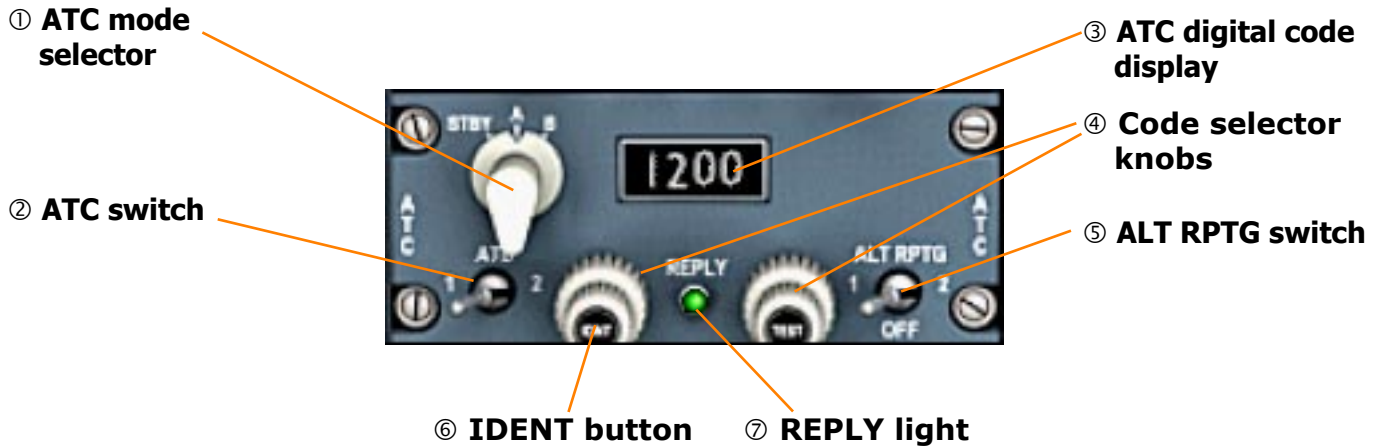 ① ATC mode
selector
③ ATC digital code
display
④ Code selector
knobs
② ATC switch
⑤ ALT RPTG switch
STBY A B
1200
ATC
ATC
ATC
1 2
REPLY
ALT RPTG
1 2
OFF
IDENT
TEST
⑥ IDENT button
⑦ REPLY light